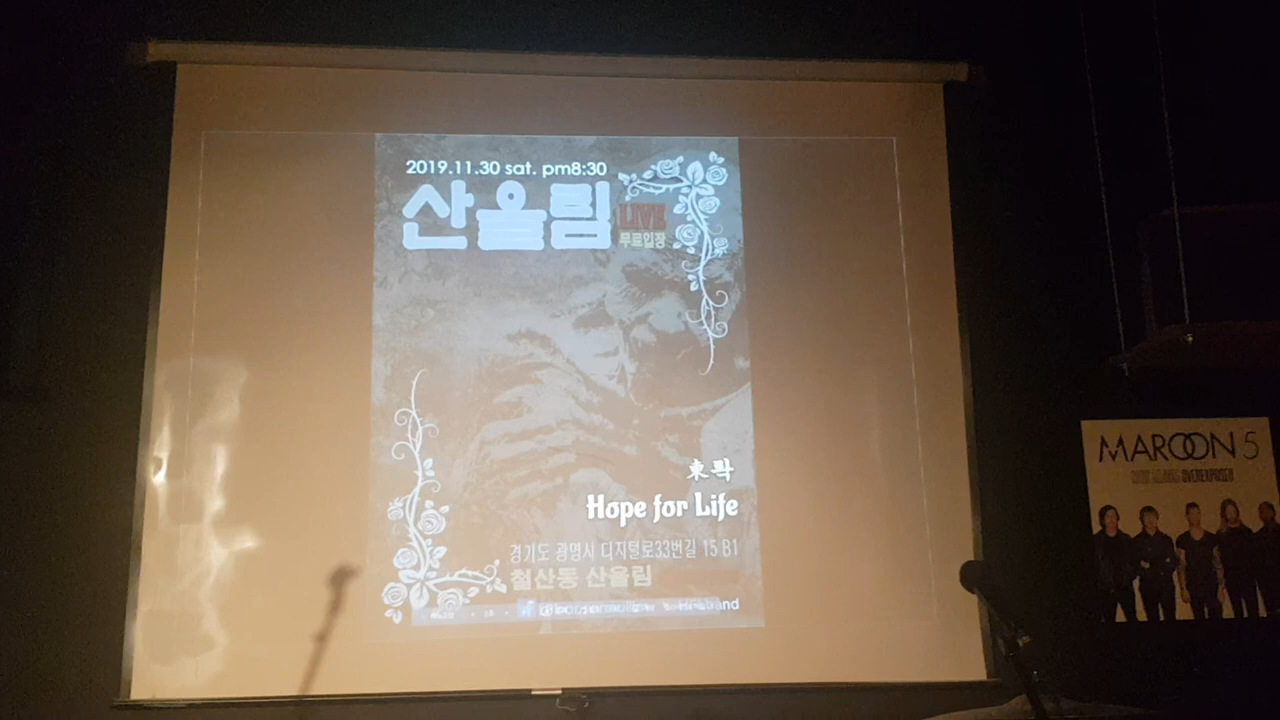 2019.11.30 sat. pm8:30
산울림
LIVE
무료입장
東확
Hope for Life
경기도 광명시 디지털로33번길 15 B1
철산동 산울림
MAROON 5
OVEREXPOSED